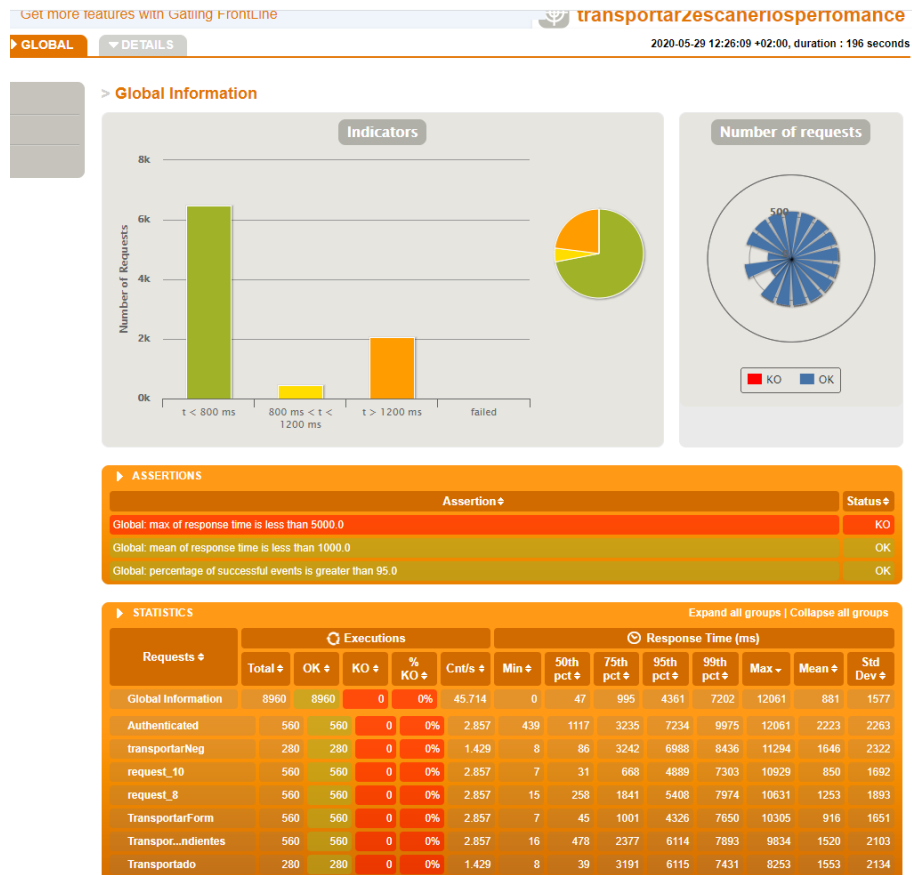 Get more features with Gatling FrontLine
transportar2escaneriosperfomance
GLOBAL
DETAILS
2020-05-29 12:26:09 +02:00, duration : 196 seconds
> Global Information
Indicators
Number of requests
8k
6k
4k
2k
0k
Number of Requests
t < 800 ms
800 ms < t < 1200 ms
t > 1200 ms
failed
500
KO OK
ASSERTIONS
Assertion Status
Global: max of response time is less than 5000.0 KO
Global: mean of response time is less than 1000.0 OK
Global: percentage of successful events is greater than 95.0 OK
STATISTICS Expand all groups | Collapse all groups
Requests Executions Response Time (ms)
Total OK KO % KO Cnt/s Min 50th pct 75th pct 95th pct 99th pct Max Mean Std Dev
Global Information 8960 8960 0 0% 45.714 0 47 995 4361 7202 12061 881 1577
Authenticated 560 560 0 0% 2.857 439 1117 3235 7234 9975 12061 2223 2263
transportarNeg 280 280 0 0% 1.429 8 86 3242 6988 8436 11294 1646 2322
request_10 560 560 0 0% 2.857 7 31 668 4889 7303 10929 850 1692
request_8 560 560 0 0% 2.857 15 258 1841 5408 7974 10631 1253 1893
TransportarForm 560 560 0 0% 2.857 7 45 1001 4326 7650 10305 916 1651
Transpor...ndientes 560 560 0 0% 2.857 16 478 2377 6114 7893 9834 1520 2103
Transportado 280 280 0 0% 1.429 8 39 3191 6115 7431 8253 1553 2134